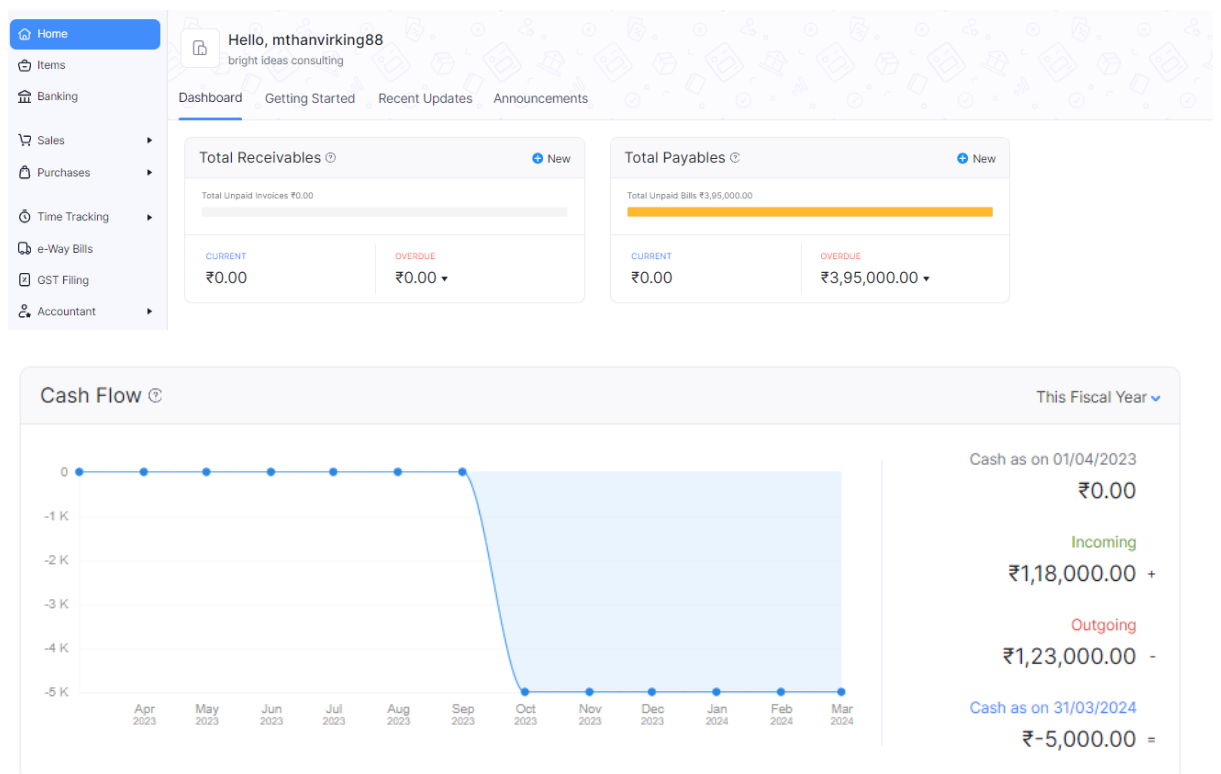 Home
Items
Banking
Sales
Purchases
Time Tracking
e-Way Bills
GST Filing
Accountant
Hello, mthanvirking88
bright ideas consulting
Dashboard Getting Started Recent Updates Announcements
Total Receivables New
Total Unpaid Invoices ₹0.00
CURRENT OVERDUE
₹0.00 ₹0.00
Total Payables New
Total Unpaid Bills ₹3,95,000.00
CURRENT OVERDUE
₹0.00 ₹3,95,000.00
Cash Flow This Fiscal Year
0
-1 K
-2 K
-3 K
-4 K
-5 K
Apr May Jun Jul Aug Sep Oct Nov Dec Jan Feb Mar
2023 2023 2023 2023 2023 2023 2023 2023 2023 2024 2024 2024
Cash as on 01/04/2023
₹0.00
Incoming
₹1,18,000.00 +
Outgoing
₹1,23,000.00 -
Cash as on 31/03/2024
₹-5,000.00 =